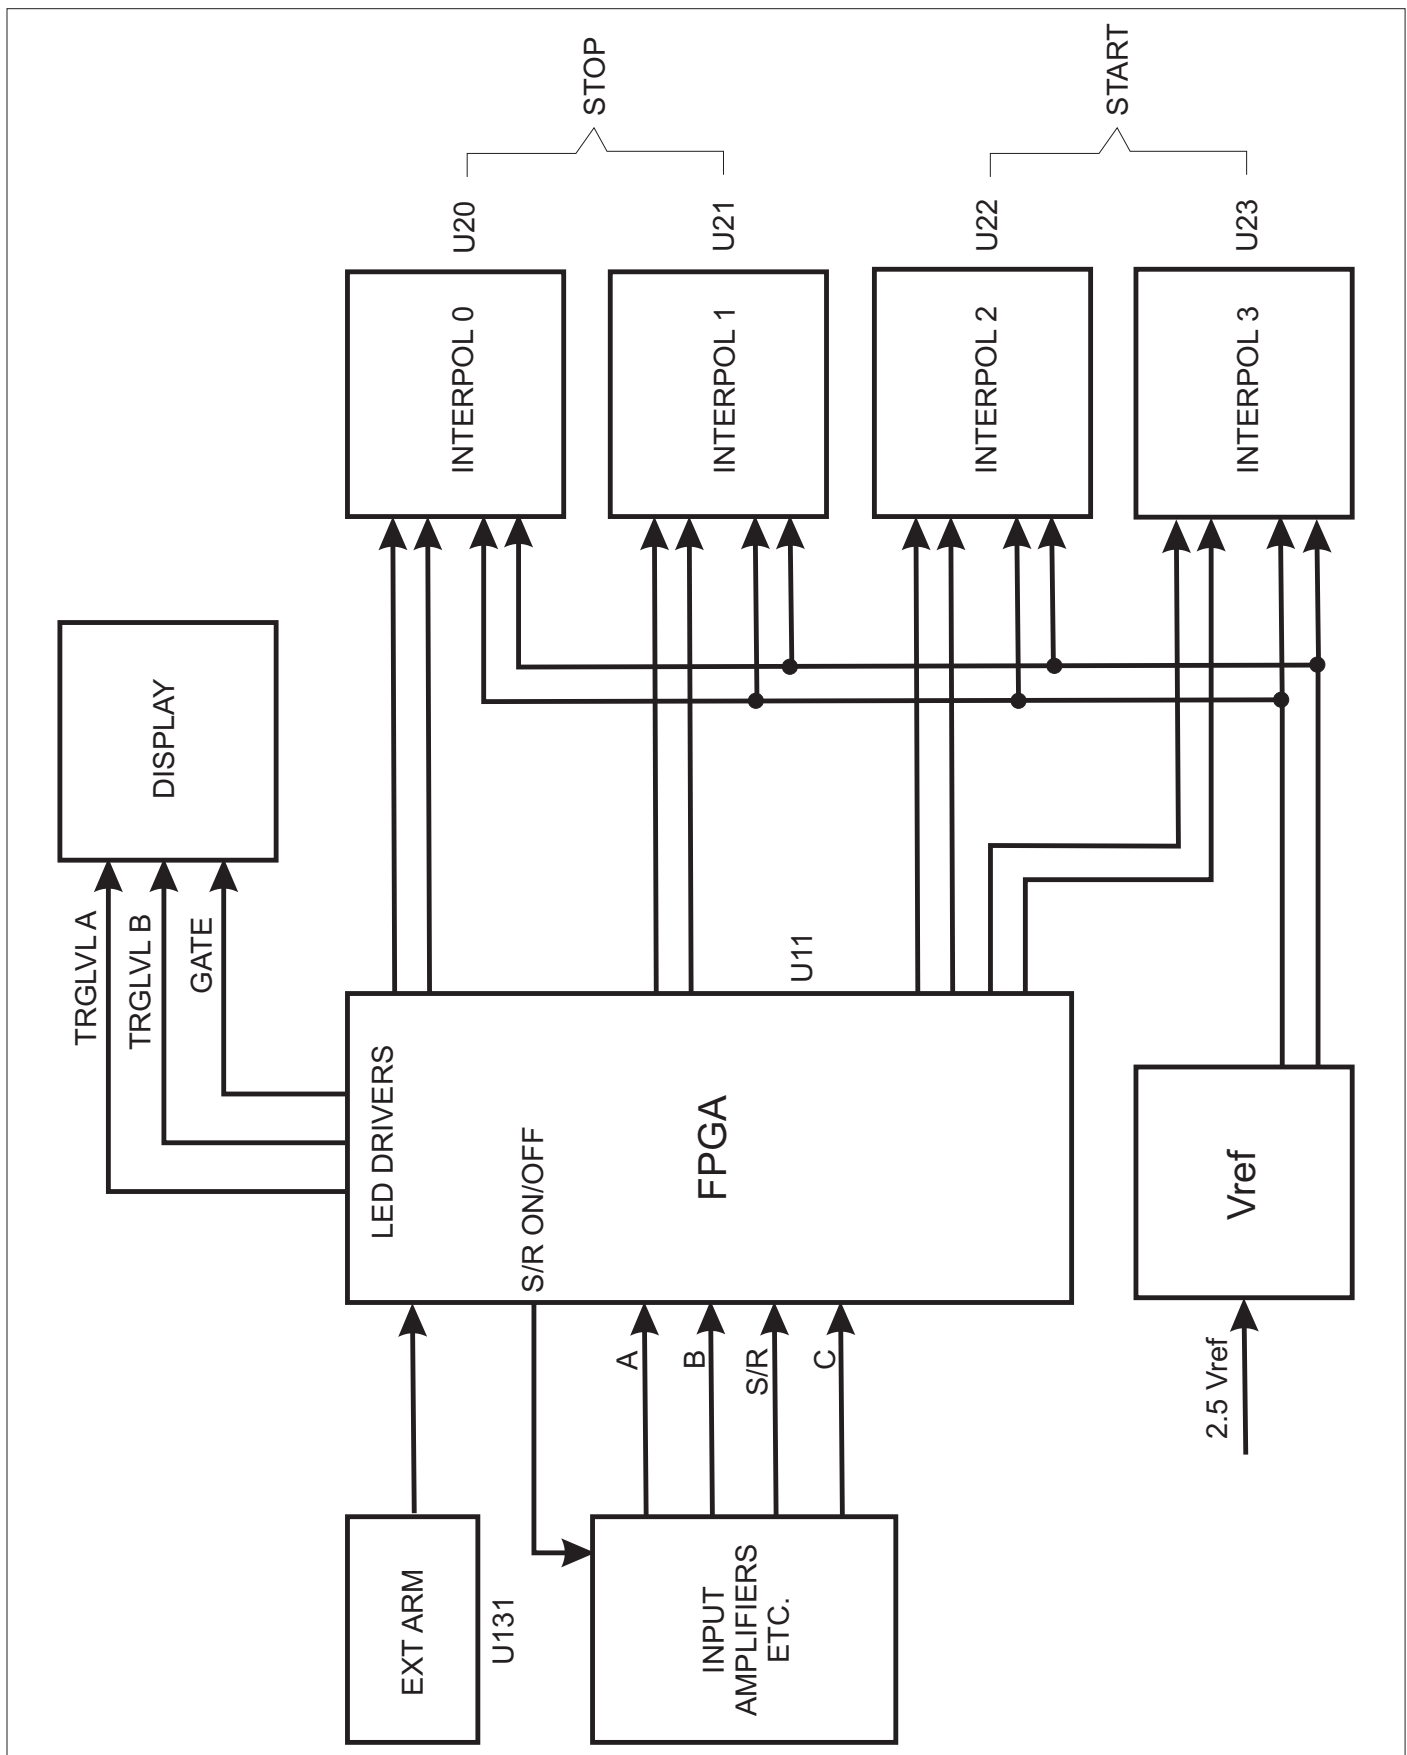 EXT ARM
U131
INPUT
AMPLIFIERS
ETC.
A
B
S/R
C
2.5 Vref
Vref
LED DRIVERS
S/R ON/OFF
FPGA
U11
TRGLVL A
TRGLVL B
GATE
DISPLAY
INTERPOL 0
U20
INTERPOL 1
U21
INTERPOL 2
U22
INTERPOL 3
U23
STOP
START